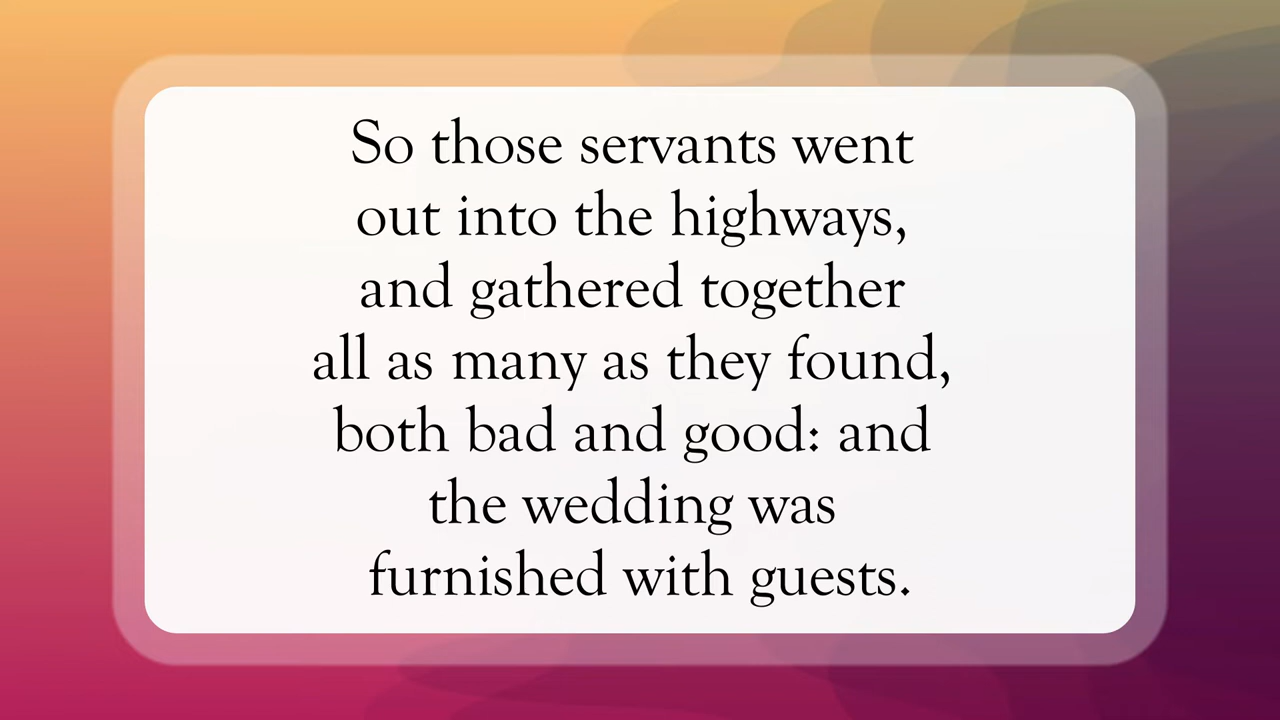 So those servants went
out into the highways,
and gathered together
all as many as they found,
both bad and good: and
the wedding was
furnished with guests.